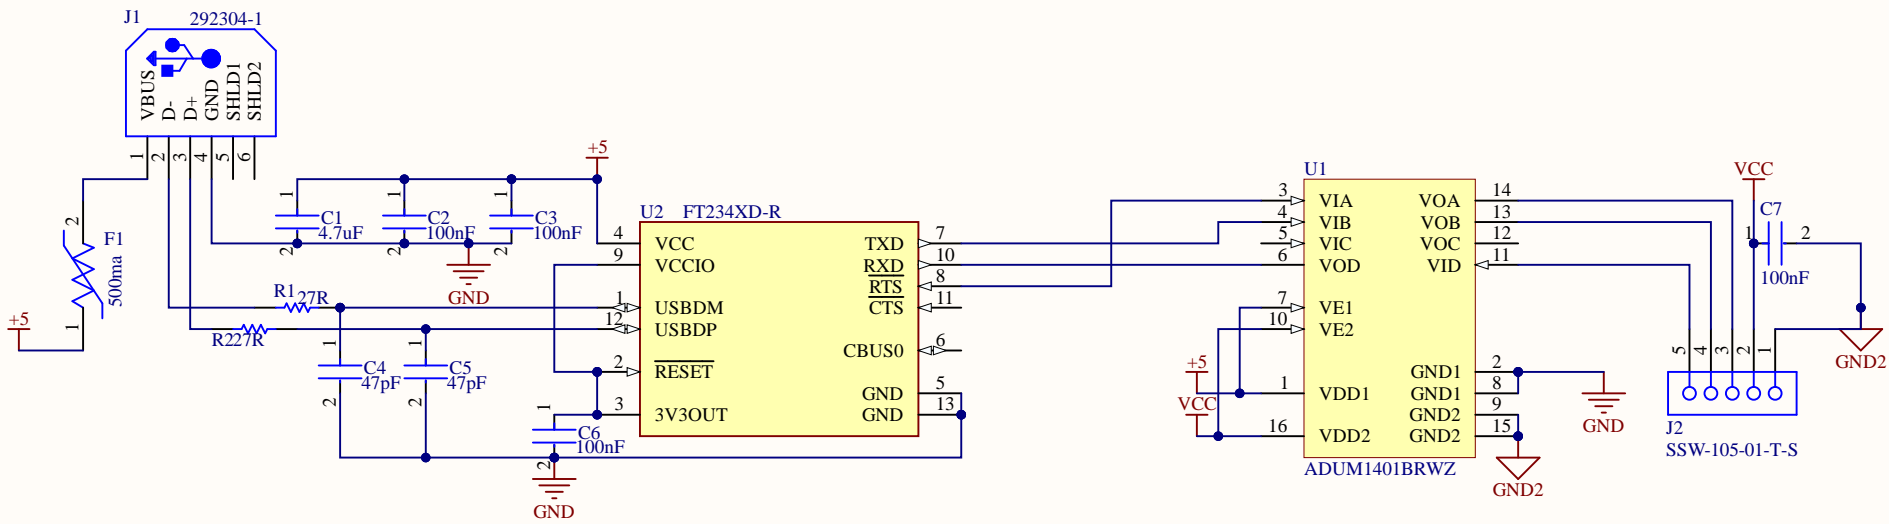 J1
292304-1
VBUS
D-
D+
GND
SHLD1
SHLD2
1
2
3
4
5
6
F1
500ma
2
1
+5
1
C1
4.7uF
2
1
C2
100nF
2
1
C3
100nF
2
+5
GND
R1 27R
R2 27R
1
C4
47pF
2
1
C5
47pF
2
1
C6
100nF
2
GND
U2 FT234XD-R
4 VCC
9 VCCIO
1 USBDM
12 USBDP
2 RESET
3 3V3OUT
TXD 7
RXD 10
RTS 8
CTS 11
CBUS0 6
GND 5
GND 13
U1
3 VIA
4 VIB
5 VIC
6 VOD
7 VE1
10 VE2
+5
1 VDD1
VCC
16 VDD2
VOA 14
VOB 13
VOC 12
VID 11
GND1 2
GND1 8
GND2 9
GND2 15
ADUM1401BRWZ
GND
GND2
VCC
C7
1 2
100nF
GND2
5
4
3
2
1
J2
SSW-105-01-T-S